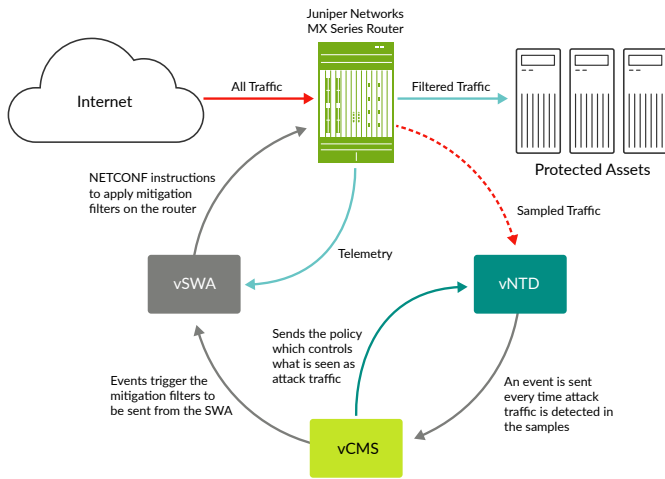 Juniper Networks
MX Series Router
Internet
All Traffic
Filtered Traffic
Protected Assets
NETCONF instructions
to apply mitigation
filters on the router
Sampled Traffic
Telemetry
vSWA
vNTD
Sends the policy
which controls
what is seen as
attack traffic
Events trigger the
mitigation filters to
be sent from the SWA
An event is sent
every time attack
traffic is detected in
the samples
vCMS